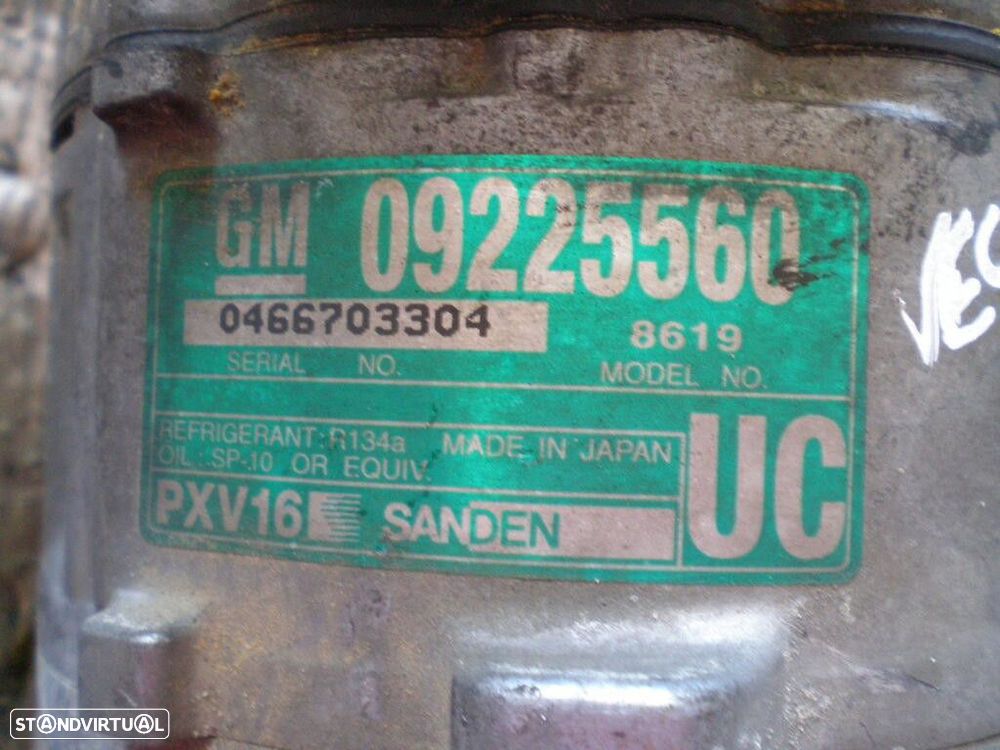 GM 09225560
0466703304 8619
SERIAL NO. MODEL NO.
REFRIGERANT: R134a MADE IN JAPAN
OIL: SP-10 OR EQUIV.
UC
PXV16 SANDEN
STANDVIRTUAL